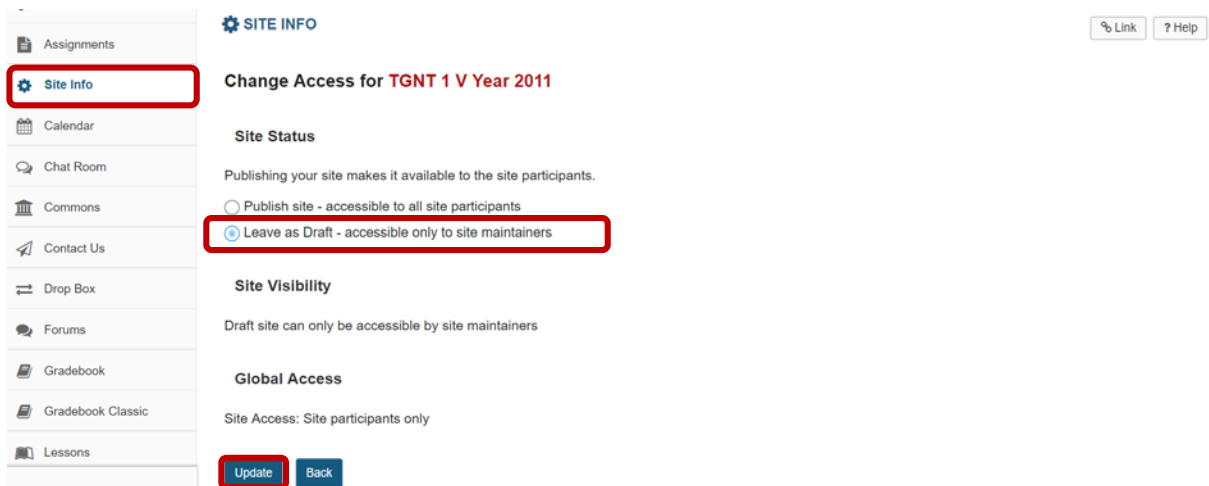 Assignments
Site Info
Calendar
Chat Room
Commons
Contact Us
Drop Box
Forums
Gradebook
Gradebook Classic
Lessons
SITE INFO
Link
? Help
Change Access for TGNT 1 V Year 2011
Site Status
Publishing your site makes it available to the site participants.
Publish site - accessible to all site participants
Leave as Draft - accessible only to site maintainers
Site Visibility
Draft site can only be accessible by site maintainers
Global Access
Site Access: Site participants only
Update
Back